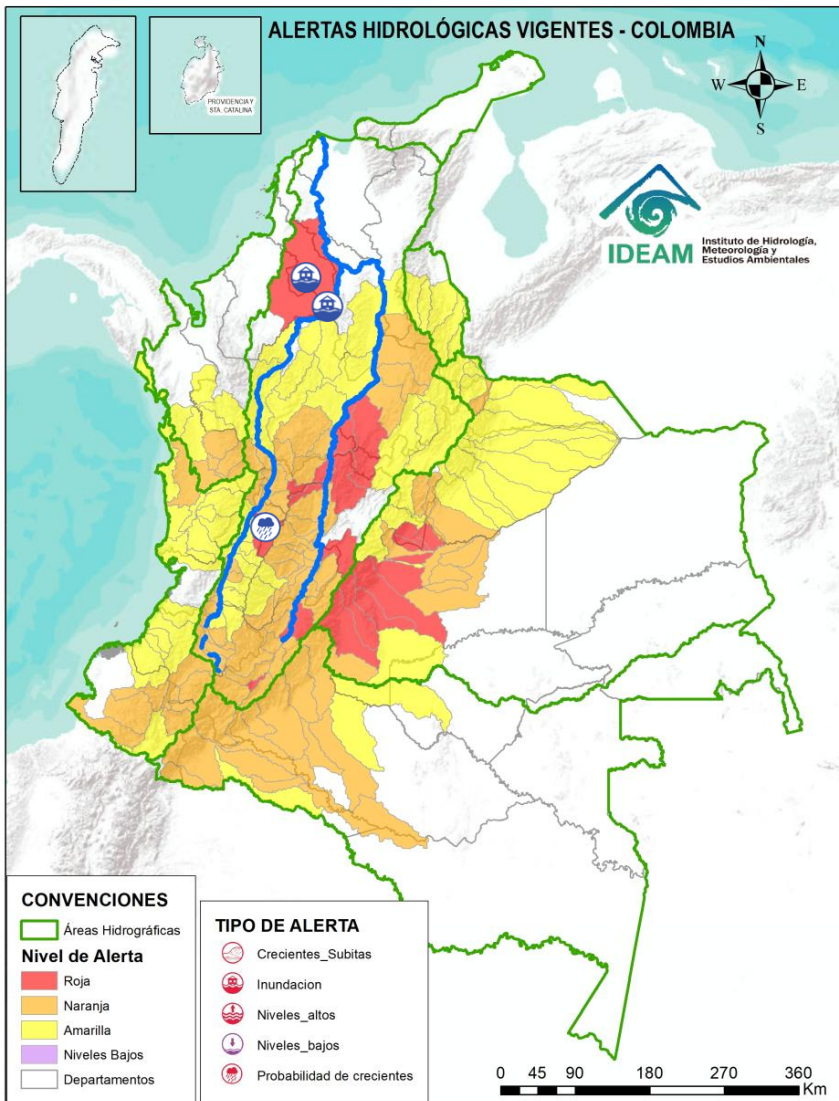 ALERTAS HIDROLÓGICAS VIGENTES - COLOMBIA
PROVIDENCIA Y
STA. CATALINA
N
W
E
S
IDEAM
Instituto de Hidrología,
Meteorología y
Estudios Ambientales
CONVENCIONES
Áreas Hidrográficas
Nivel de Alerta
Roja
Naranja
Amarilla
Niveles Bajos
Departamentos
TIPO DE ALERTA
Crecientes_Subitas
Inundacion
Niveles_altos
Niveles_bajos
Probabilidad de crecientes
0 45 90 180 270 360
Km